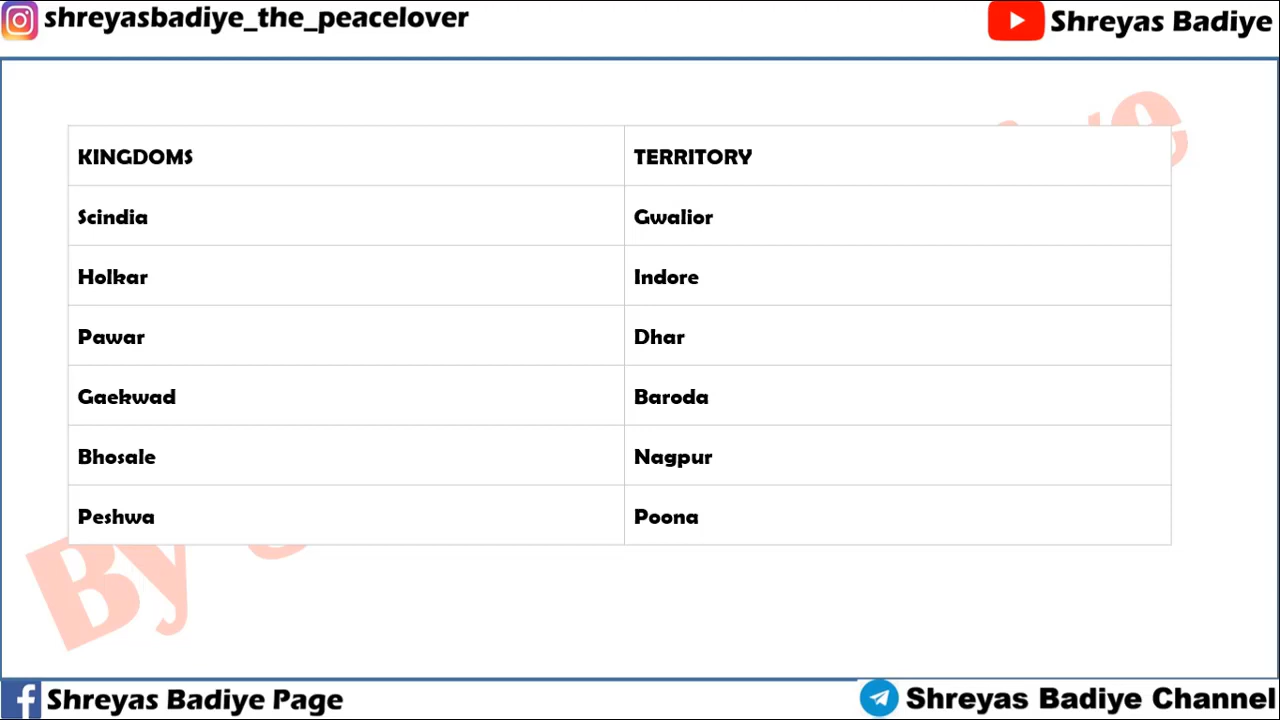 shreyasbadiye_the_peacelover
Shreyas Badiye
KINGDOMS TERRITORY
Scindia Gwalior
Holkar Indore
Pawar Dhar
Gaekwad Baroda
Bhosale Nagpur
Peshwa Poona
By
Shreyas Badiye Page
Shreyas Badiye Channel